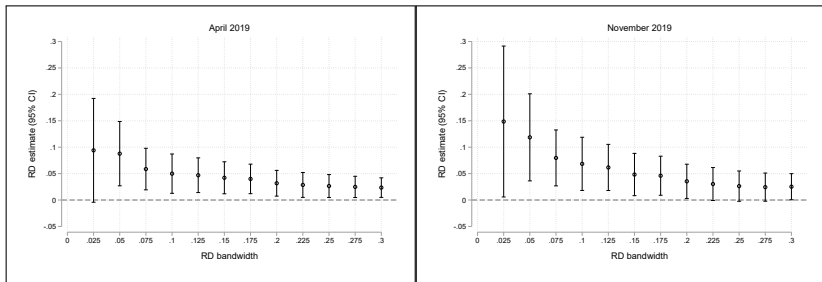 April 2019
.3
.25
.2
.15
.1
.05
0
-.05
RD estimate (95% CI)
0 .025 .05 .075 .1 .125 .15 .175 .2 .225 .25 .275 .3
RD bandwidth
November 2019
.3
.25
.2
.15
.1
.05
0
-.05
RD estimate (95% CI)
0 .025 .05 .075 .1 .125 .15 .175 .2 .225 .25 .275 .3
RD bandwidth